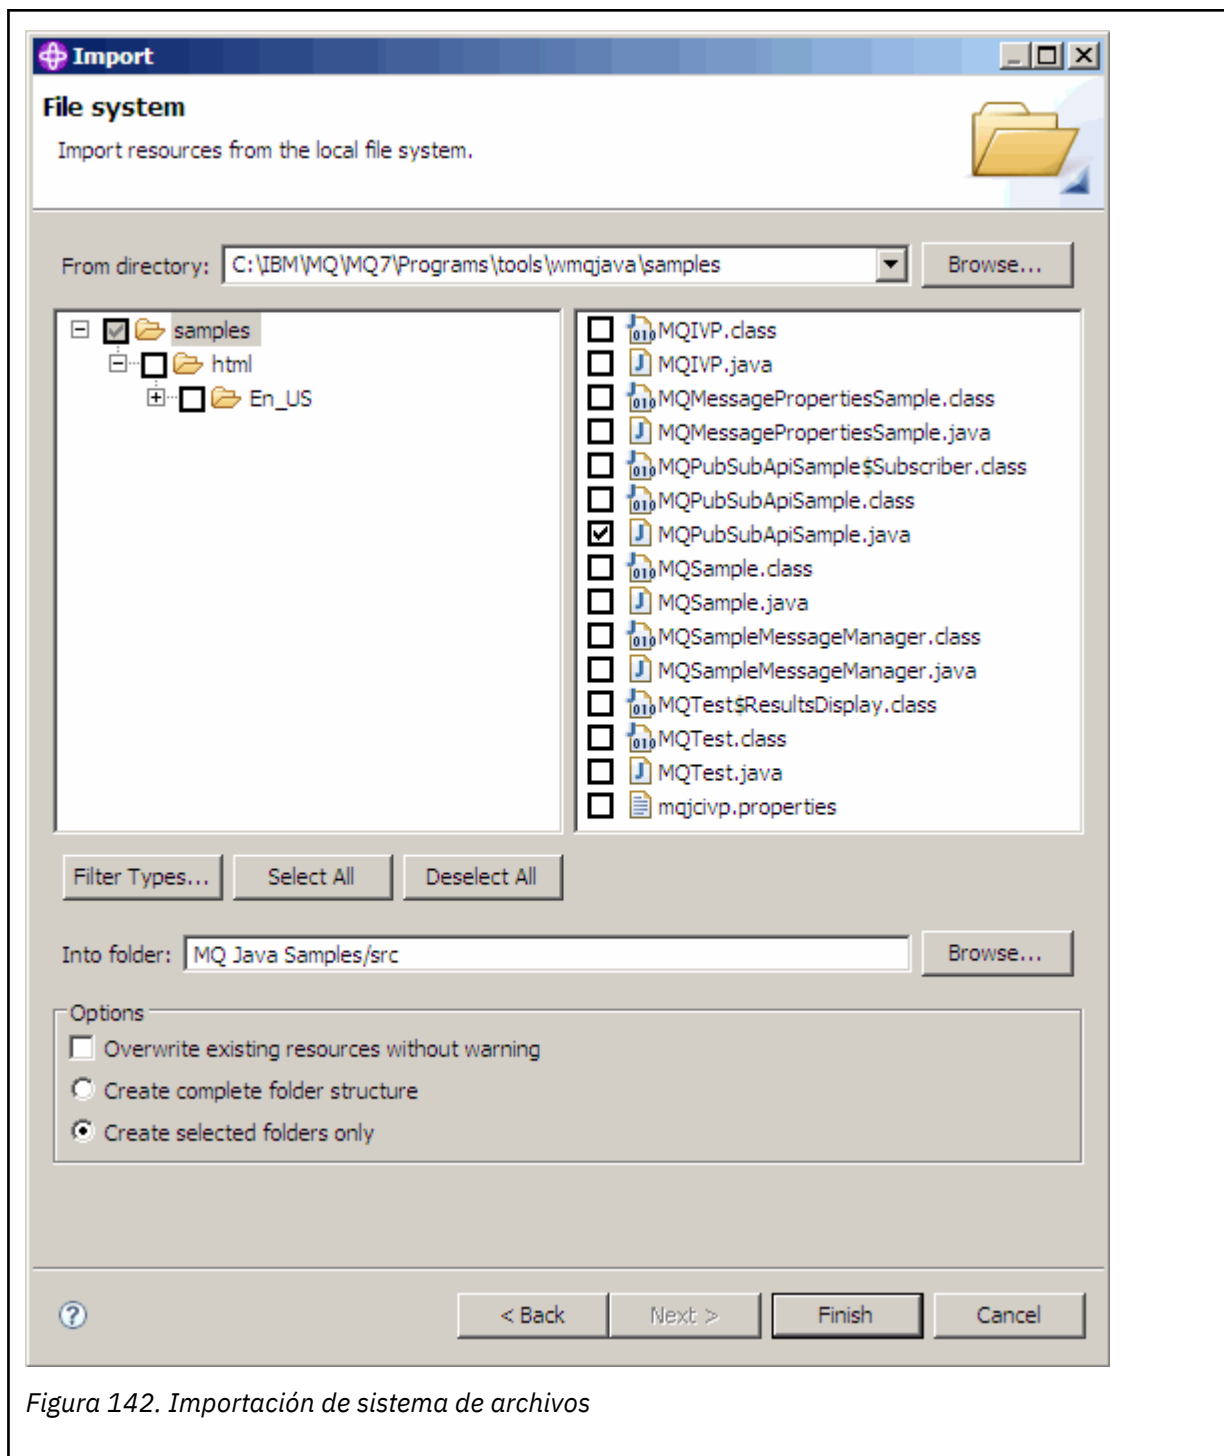 Import
File system
Import resources from the local file system.
From directory: C:\IBM\MQ\MQ7\Programs\tools\wmqjava\samples Browse...
samples
html
En_US
MQIVP.class
MQIVP.java
MQMessagePropertiesSample.class
MQMessagePropertiesSample.java
MQPubSubApiSample$Subscriber.class
MQPubSubApiSample.class
MQPubSubApiSample.java
MQSample.class
MQSample.java
MQSampleMessageManager.class
MQSampleMessageManager.java
MQTest$ResultsDisplay.class
MQTest.class
MQTest.java
mqjcivp.properties
Filter Types... Select All Deselect All
Into folder: MQ Java Samples/src Browse...
Options
Overwrite existing resources without warning
Create complete folder structure
Create selected folders only
< Back Next > Finish Cancel
Figura 142. Importación de sistema de archivos